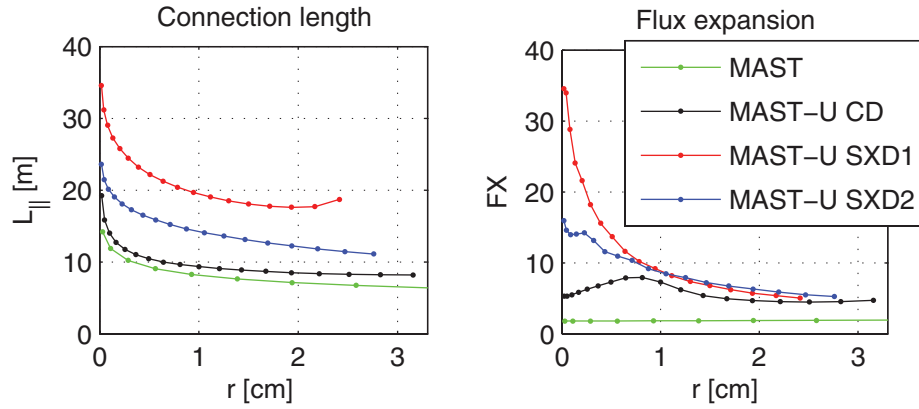 Connection length
40
30
20
10
0
L|| [m]
0 1 2 3
r [cm]
Flux expansion
40
30
20
10
0
FX
0 1 2 3
r [cm]
MAST
MAST-U CD
MAST-U SXD1
MAST-U SXD2